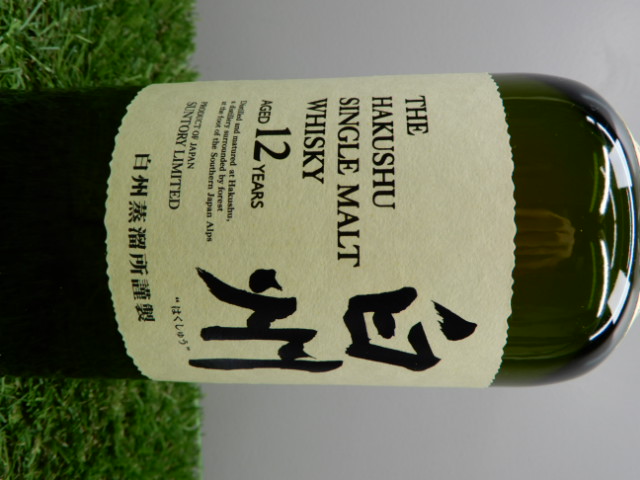 THE
HAKUSHU
SINGLE MALT
WHISKY
AGED 12 YEARS
Distilled and matured at Hakushu,
a distillery surrounded by forest
at the foot of the Southern Japan Alps
PRODUCT OF JAPAN
SUNTORY LIMITED
白州
“はくしゅう”
白州蒸溜所謹製